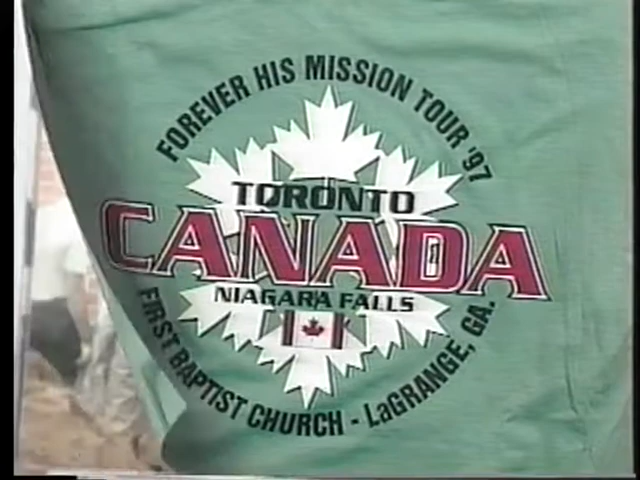 FOREVER HIS MISSION TOUR '97
TORONTO
CANADA
NIAGARA FALLS
FIRST BAPTIST CHURCH - LaGRANGE, GA.